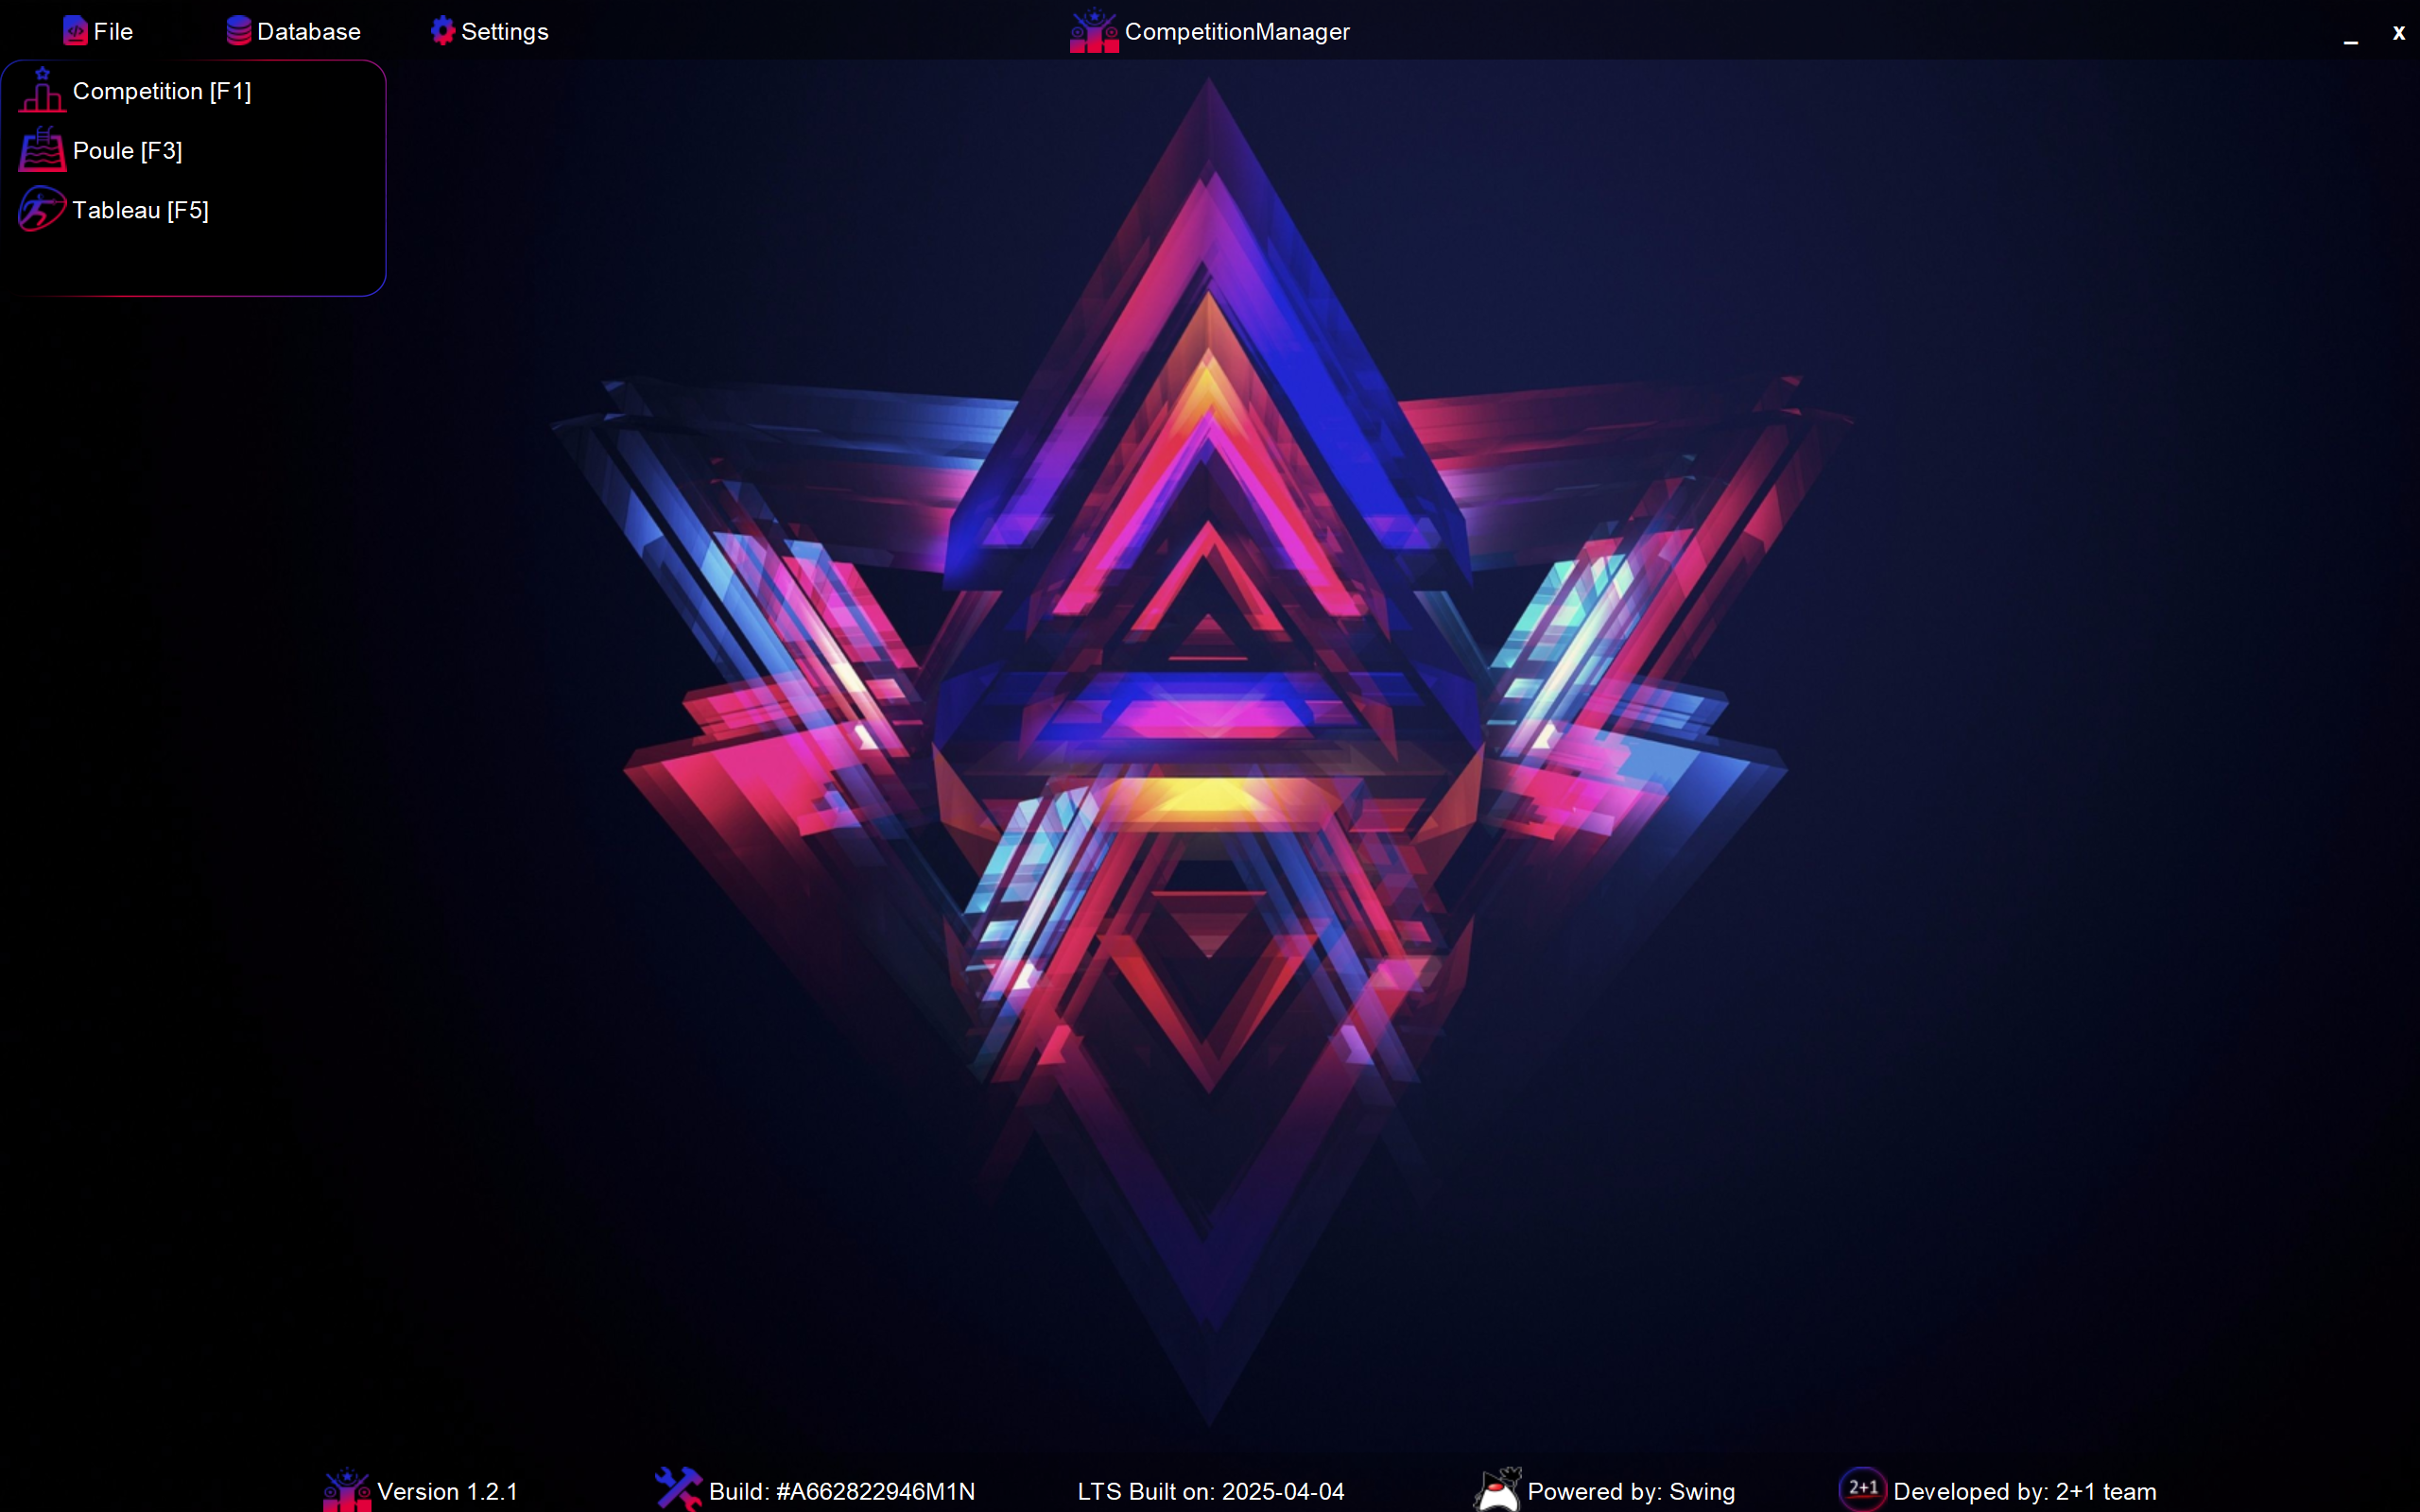 File
Database
Settings
CompetitionManager
_
x
Competition [F1]
Poule [F3]
Tableau [F5]
Version 1.2.1
Build: #A662822946M1N
LTS Built on: 2025-04-04
Powered by: Swing
2+1
Developed by: 2+1 team